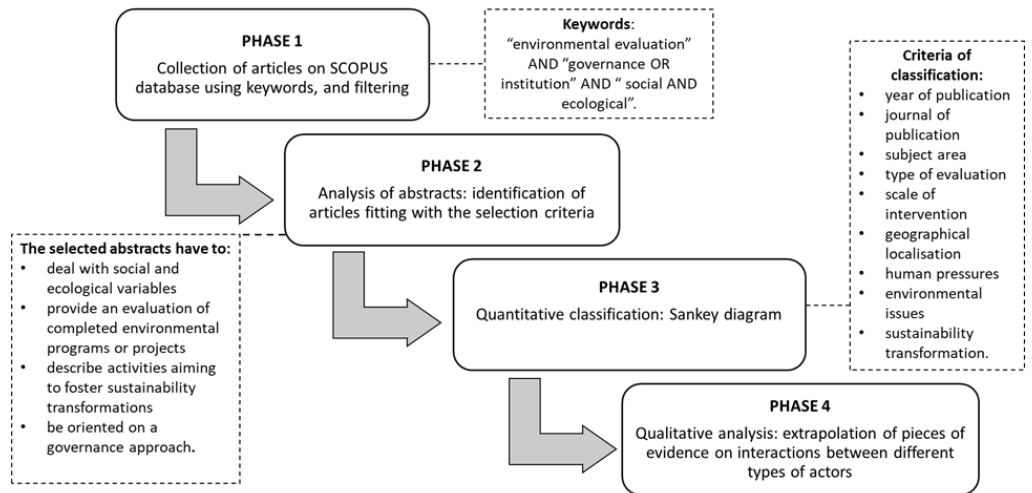 PHASE 1
Collection of articles on SCOPUS
database using keywords, and filtering
Keywords:
“environmental evaluation”
AND “governance OR
institution” AND “ social AND
ecological”.
Criteria of
classification:
• year of publication
• journal of
publication
• subject area
• type of evaluation
• scale of
intervention
• geographical
localisation
• human pressures
• environmental
issues
• sustainability
transformation.
PHASE 2
Analysis of abstracts: identification of
articles fitting with the selection criteria
The selected abstracts have to:
• deal with social and
ecological variables
• provide an evaluation of
completed environmental
programs or projects
• describe activities aiming
to foster sustainability
transformations
• be oriented on a
governance approach.
PHASE 3
Quantitative classification: Sankey diagram
PHASE 4
Qualitative analysis: extrapolation of pieces of
evidence on interactions between different
types of actors